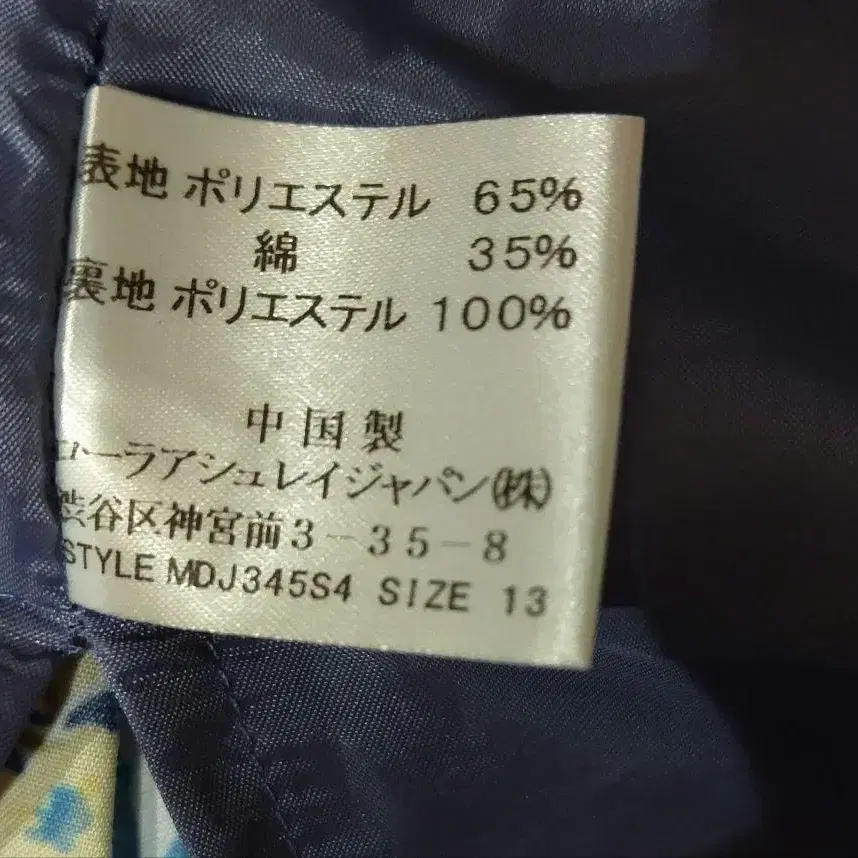 表地 ポリエステル 65%
綿 35%
裏地 ポリエステル 100%
中国製
ローラアシュレイジャパン(株)
渋谷区神宮前3-35-8
STYLE MDJ345S4 SIZE 13